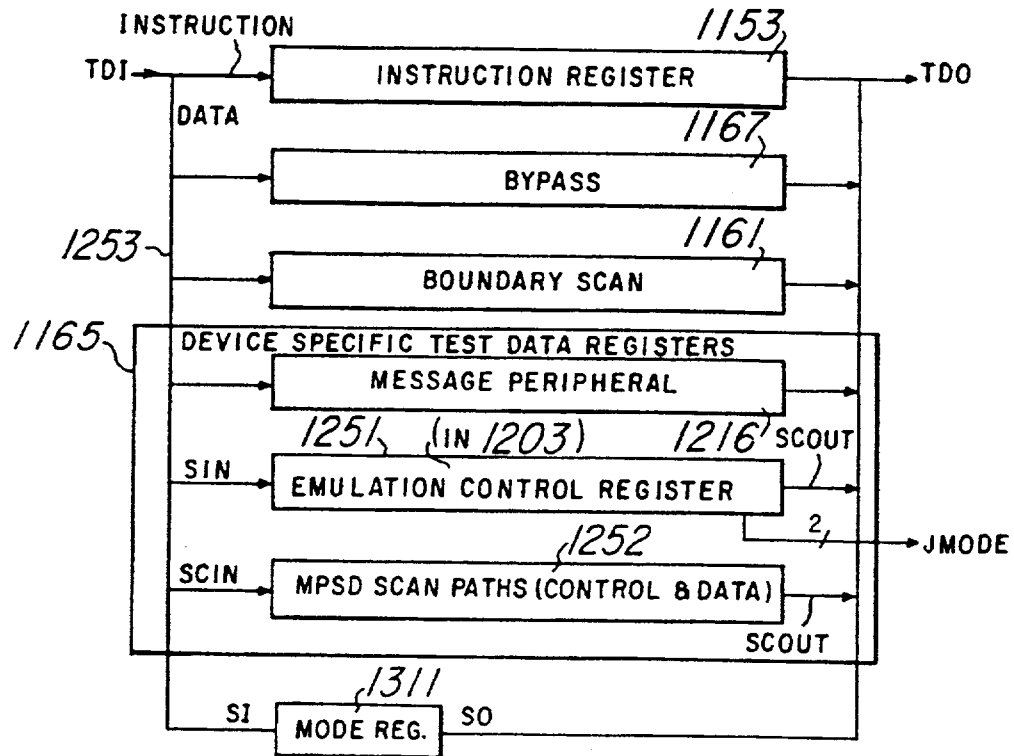 INSTRUCTION
1153
TDI
INSTRUCTION REGISTER
TDO
DATA
1167
BYPASS
1253
1161
BOUNDARY SCAN
1165
DEVICE SPECIFIC TEST DATA REGISTERS
MESSAGE PERIPHERAL
1251
(IN 1203)
1216
SCOUT
SIN
EMULATION CONTROL REGISTER
2
JMODE
1252
SCIN
MPSD SCAN PATHS (CONTROL & DATA)
SCOUT
1311
SI
MODE REG.
SO